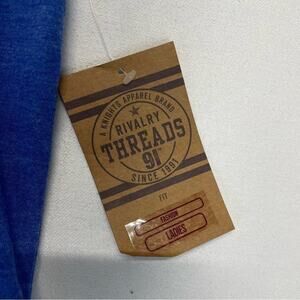 A KNIGHTS APPAREL BRAND
RIVALRY
THREADS
91
SINCE 1991
FIT
FASHION
LADIES